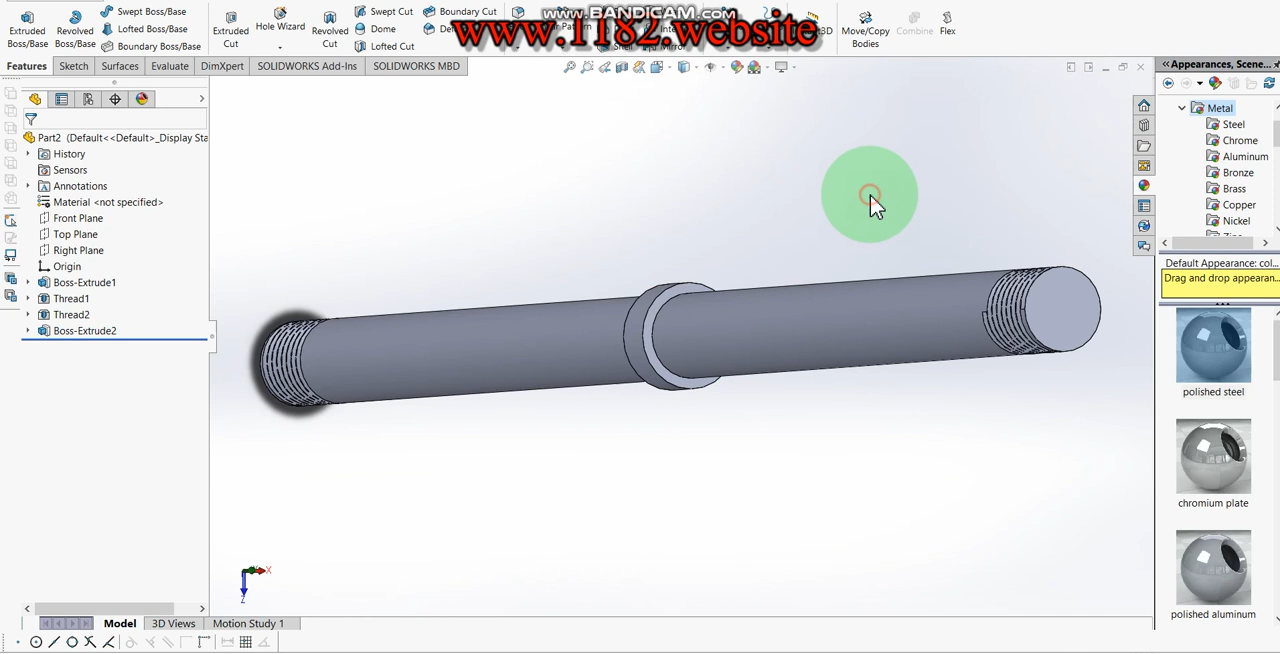 www.BANDICAM.com
www.1182.website
Extruded Boss/Base
Revolved Boss/Base
Swept Boss/Base
Lofted Boss/Base
Boundary Boss/Base
Extruded Cut
Hole Wizard
Revolved Cut
Swept Cut
Dome
Lofted Cut
Boundary Cut
Move/Copy Bodies
Combine
Flex
Features
Sketch
Surfaces
Evaluate
DimXpert
SOLIDWORKS Add-Ins
SOLIDWORKS MBD
Part2 (Default<<Default>_Display Sta
History
Sensors
Annotations
Material <not specified>
Front Plane
Top Plane
Right Plane
Origin
Boss-Extrude1
Thread1
Thread2
Boss-Extrude2
X
Z
Appearances, Scene...
Metal
Steel
Chrome
Aluminum
Bronze
Brass
Copper
Nickel
Default Appearance: col...
Drag and drop appearan...
polished steel
chromium plate
polished aluminum
Model
3D Views
Motion Study 1